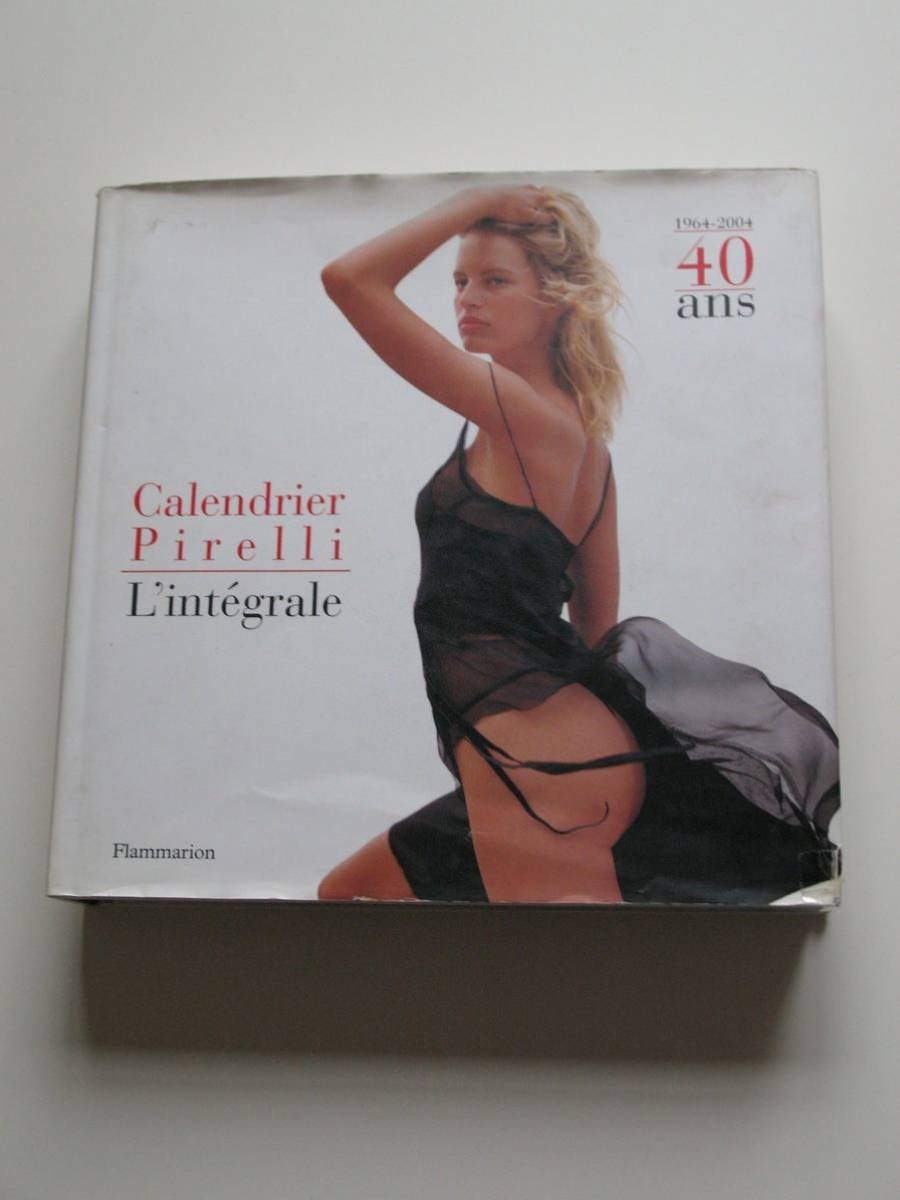 1964-2004
40
ans
Calendrier
Pirelli
L'intégrale
Flammarion